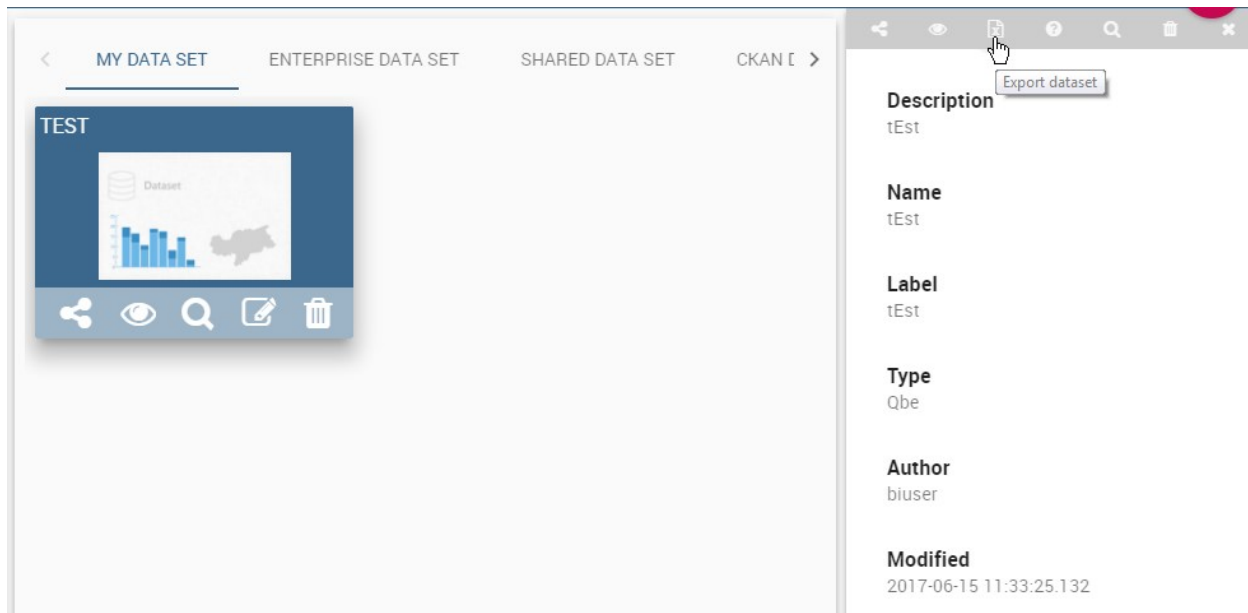 MY DATA SET
ENTERPRISE DATA SET
SHARED DATA SET
CKAN D
TEST
Dataset
Export dataset
Description
tEst
Name
tEst
Label
tEst
Type
Qbe
Author
biuser
Modified
2017-06-15 11:33:25.132